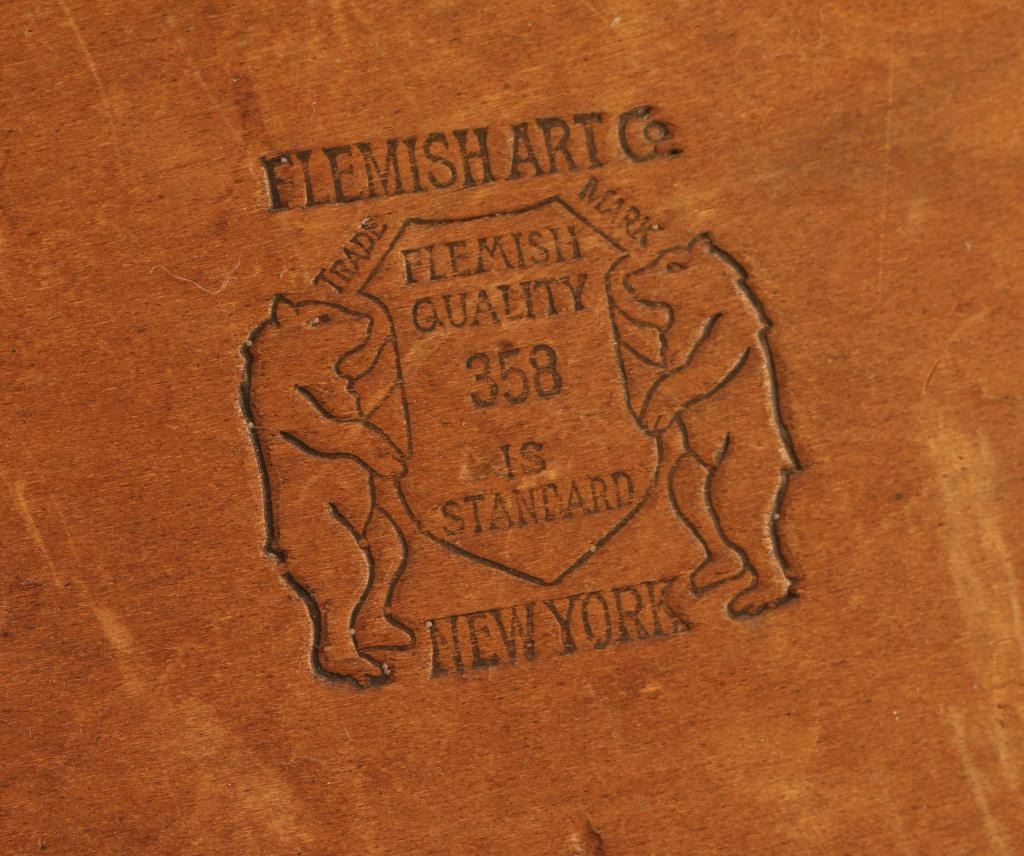 FLEMISH ART Co
TRADE MARK
FLEMISH
QUALITY
358
IS
STANDARD
NEW YORK